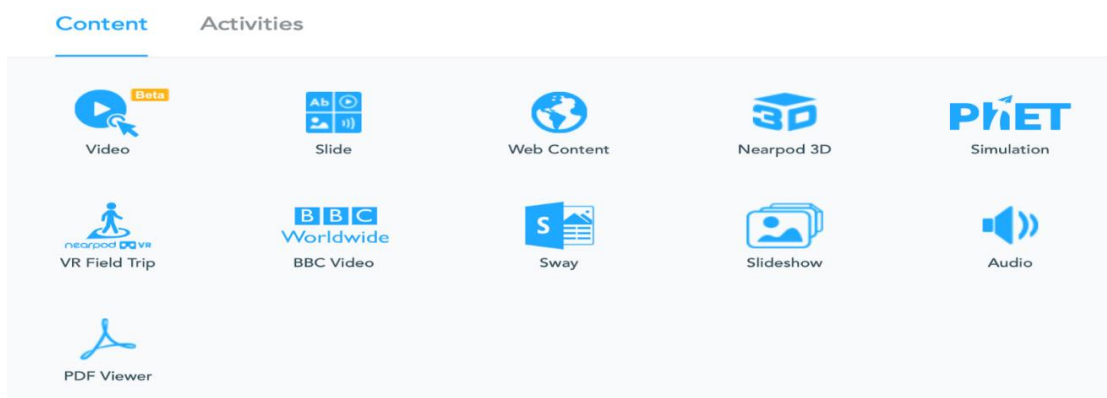 Content Activities
Beta
Ab
3D
PhET
Video Slide Web Content Nearpod 3D Simulation
nearpod VR
BBC
Worldwide
S
VR Field Trip BBC Video Sway Slideshow Audio
PDF Viewer